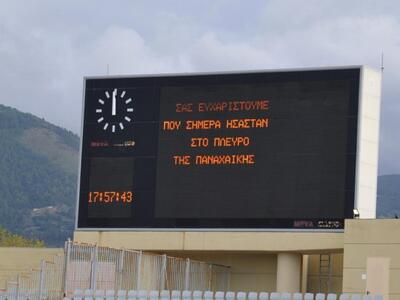 ΣΑΣ ΕΥΧΑΡΙΣΤΟΥΜΕ
ΠΟΥ ΣΗΜΕΡΑ ΗΣΑΣΤΑΝ
ΣΤΟ ΠΛΕΥΡΟ
ΤΗΣ ΠΑΝΑΧΑΙΚΗΣ
17:57:43